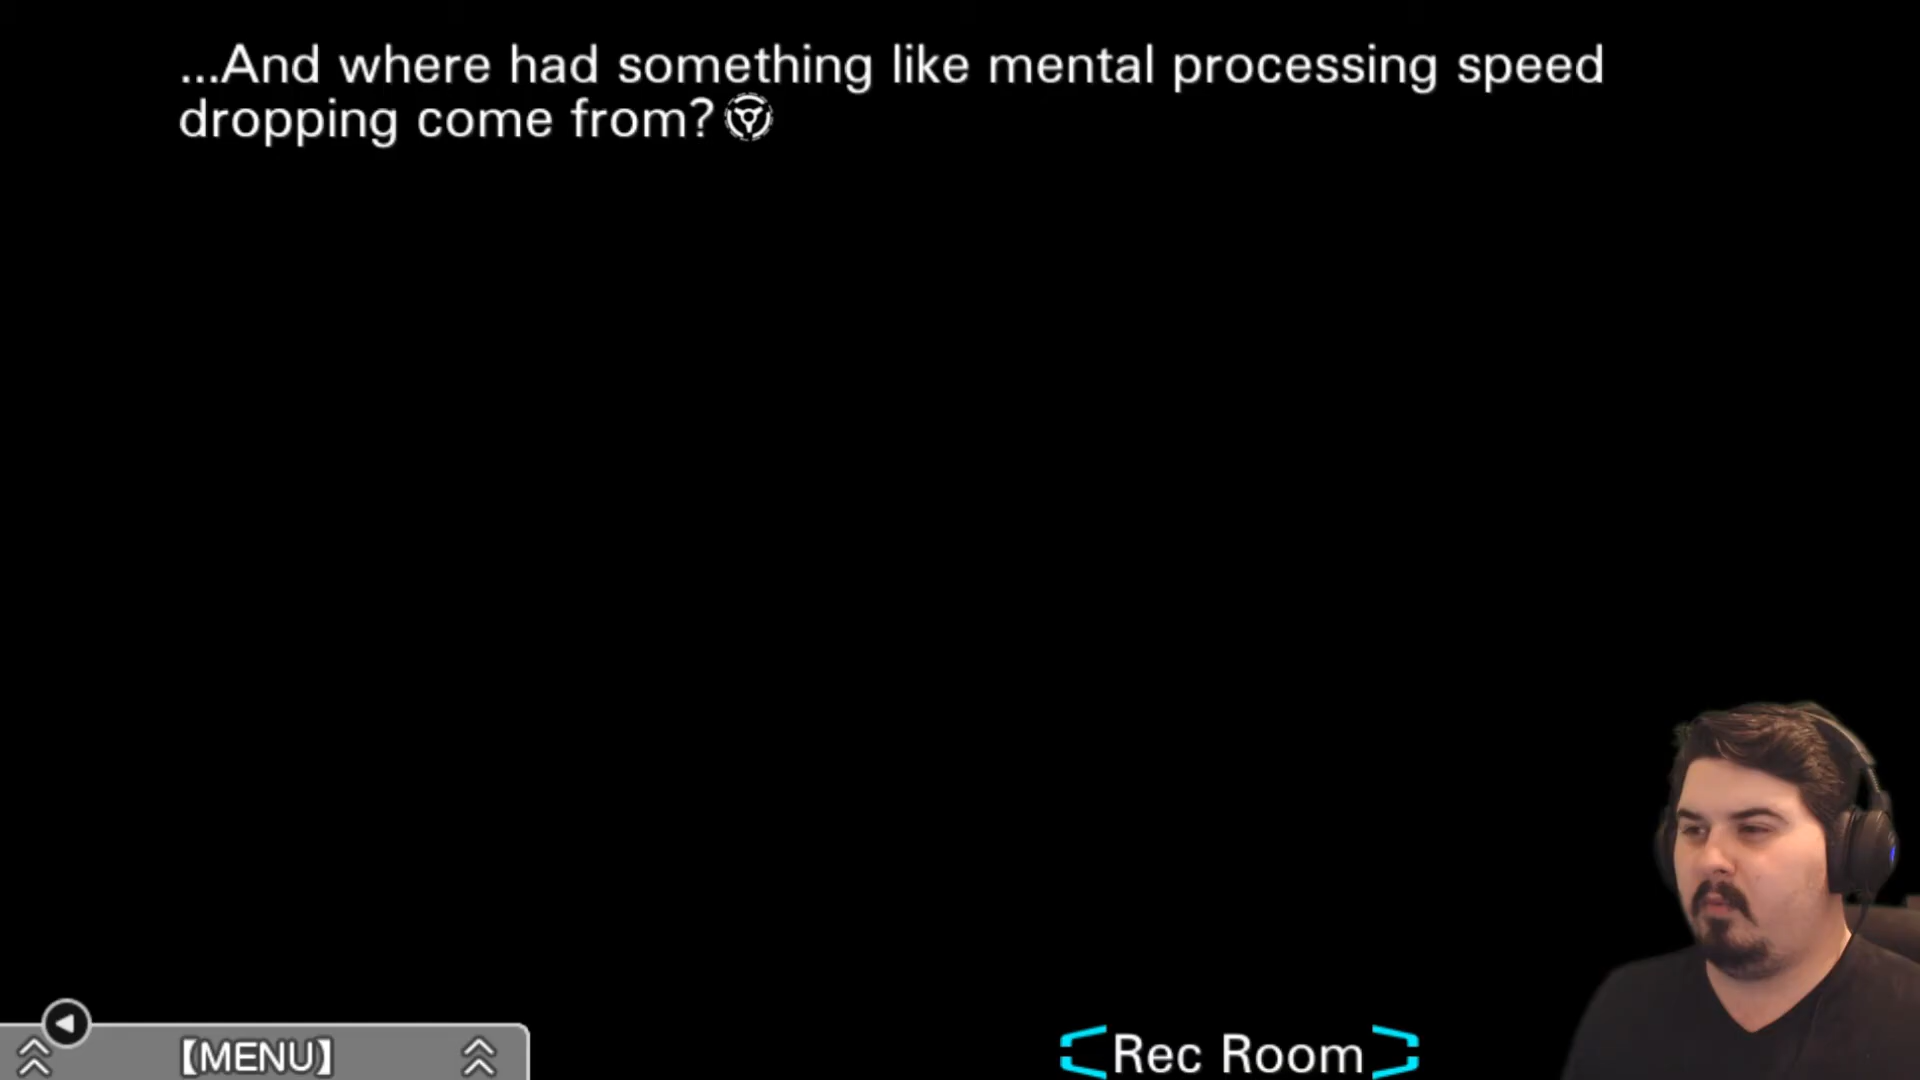 ...And where had something like mental processing speed
dropping come from?
【MENU】
Rec Room